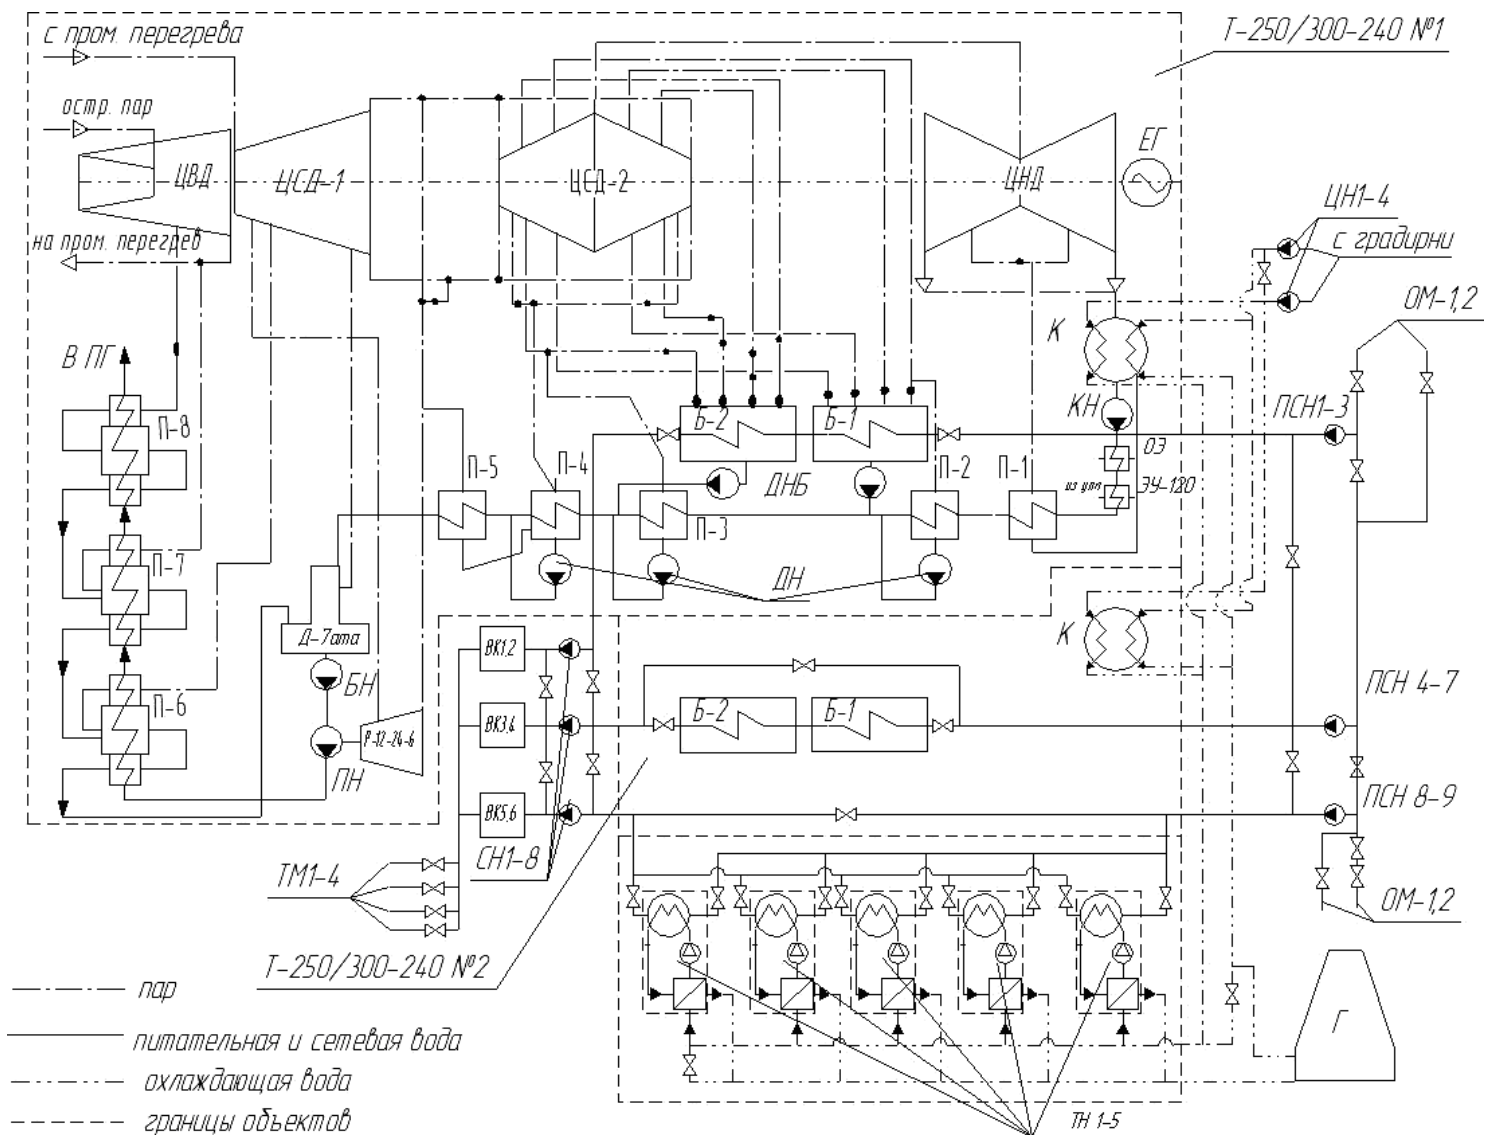 с пром. перегрева
Т-250/300-240 №1
остр. пар
ЕГ
ЦВД
ЦСД-1
ЦСД-2
ЦНД
ЦН1-4
на пром. перегрев
с градирни
ОМ-1,2
К
В ПГ
КН
ПСН1-3
П-8
Б-2
Б-1
ОЭ
П-5
П-4
ДНБ
П-2
П-1
из упл
ЭУ-120
П-3
П-7
ДН
Д-7ата
ВК1,2
К
БН
ПСН 4-7
П-6
ВК3,4
Б-2
Б-1
Р-12-24-6
ПН
ПСН 8-9
ВК5,6
СН1-8
ТМ1-4
ОМ-1,2
Т-250/300-240 №2
пар
Г
питательная и сетевая вода
охлаждающая вода
границы объектов
ТН 1-5